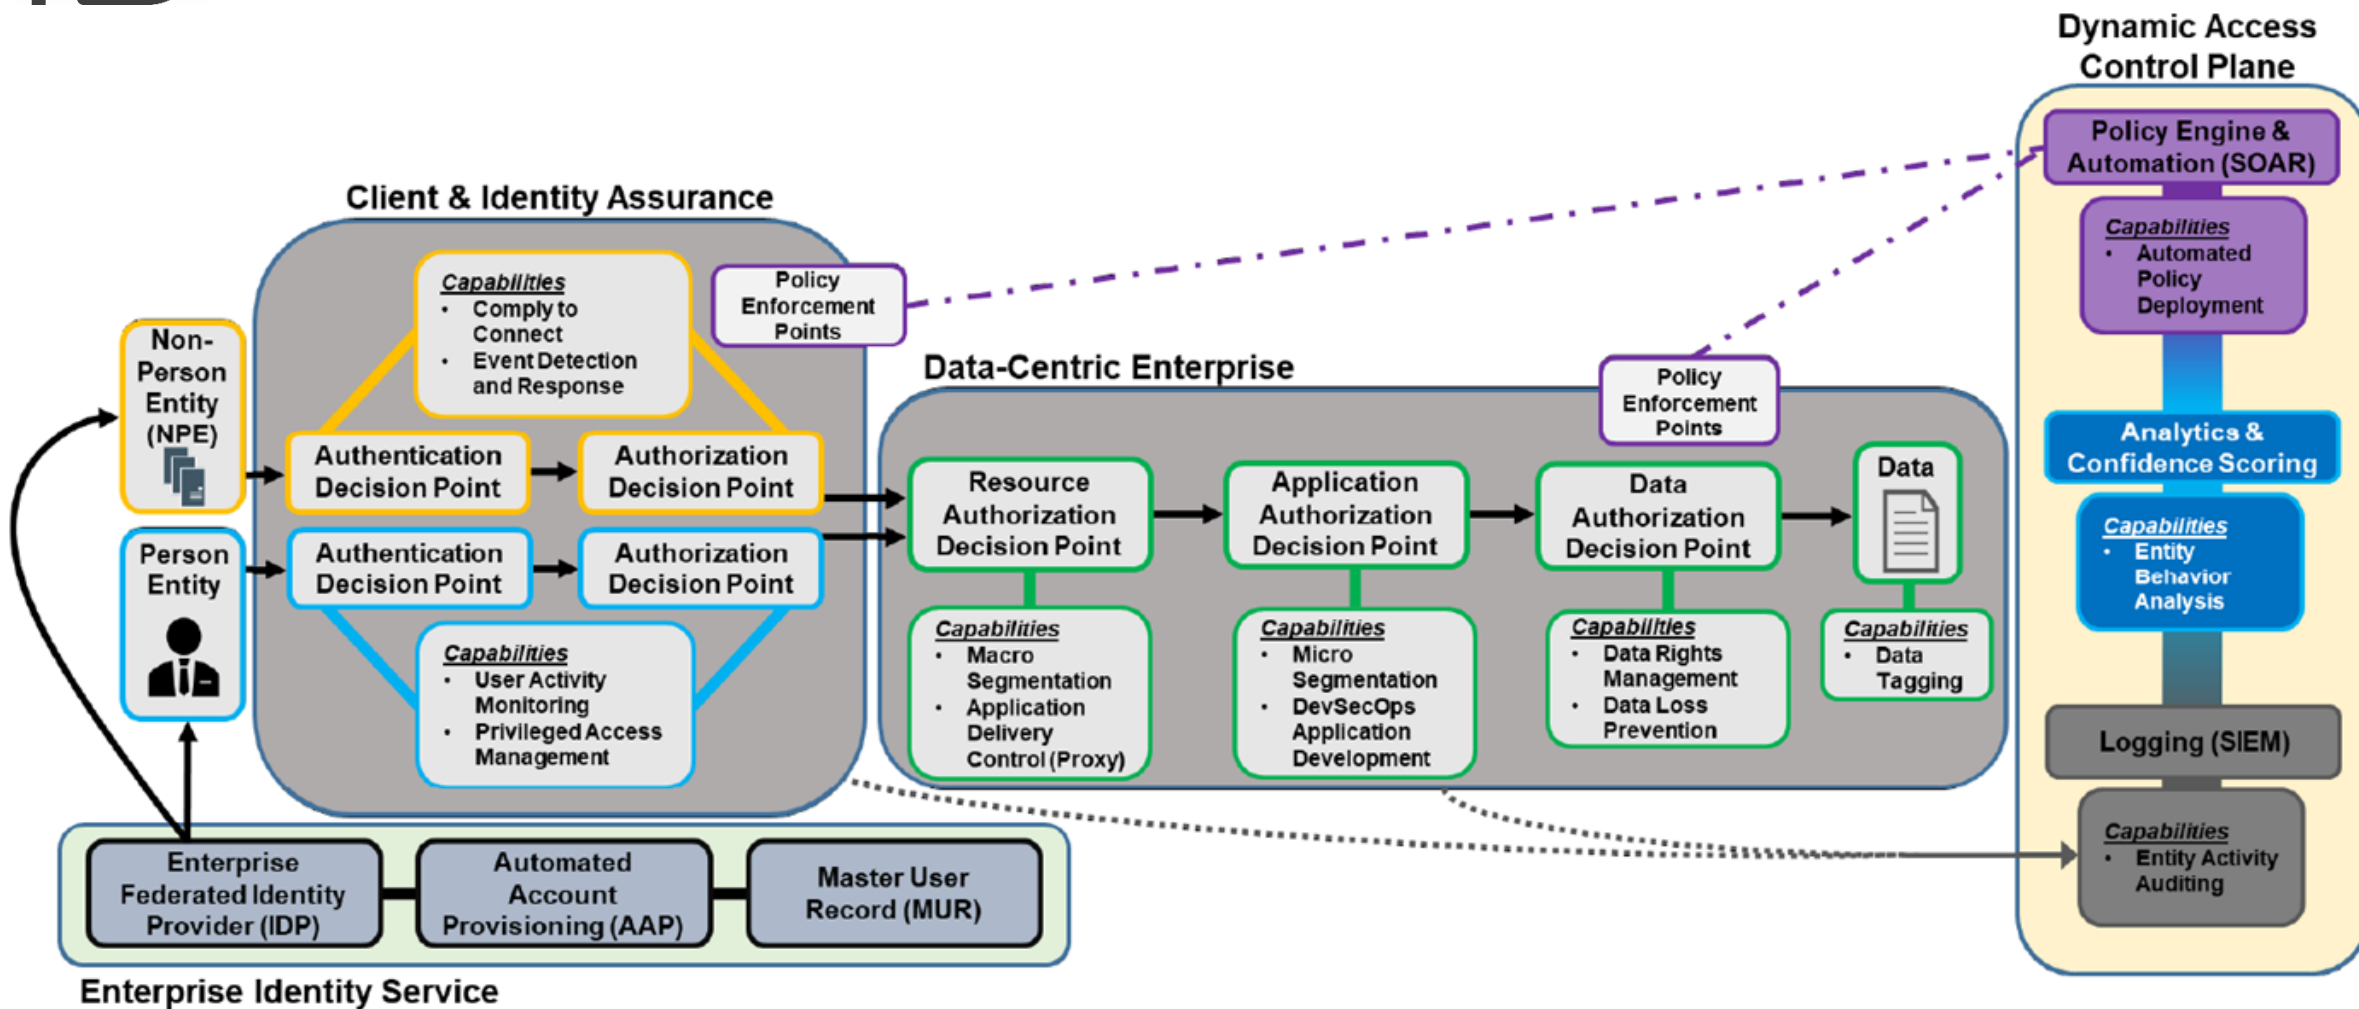 Dynamic Access
Control Plane
Policy Engine &
Automation (SOAR)
Capabilities
• Automated
Policy
Deployment
Analytics &
Confidence Scoring
Capabilities
• Entity
Behavior
Analysis
Logging (SIEM)
Capabilities
• Entity Activity
Auditing
Client & Identity Assurance
Capabilities
• Comply to
Connect
• Event Detection
and Response
Policy
Enforcement
Points
Non-
Person
Entity
(NPE)
Authentication
Decision Point
Authorization
Decision Point
Person
Entity
Authentication
Decision Point
Authorization
Decision Point
Capabilities
• User Activity
Monitoring
• Privileged Access
Management
Data-Centric Enterprise
Policy
Enforcement
Points
Resource
Authorization
Decision Point
Application
Authorization
Decision Point
Data
Authorization
Decision Point
Data
Capabilities
• Macro
Segmentation
• Application
Delivery
Control (Proxy)
Capabilities
• Micro
Segmentation
• DevSecOps
Application
Development
Capabilities
• Data Rights
Management
• Data Loss
Prevention
Capabilities
• Data
Tagging
Enterprise
Federated Identity
Provider (IDP)
Automated
Account
Provisioning (AAP)
Master User
Record (MUR)
Enterprise Identity Service